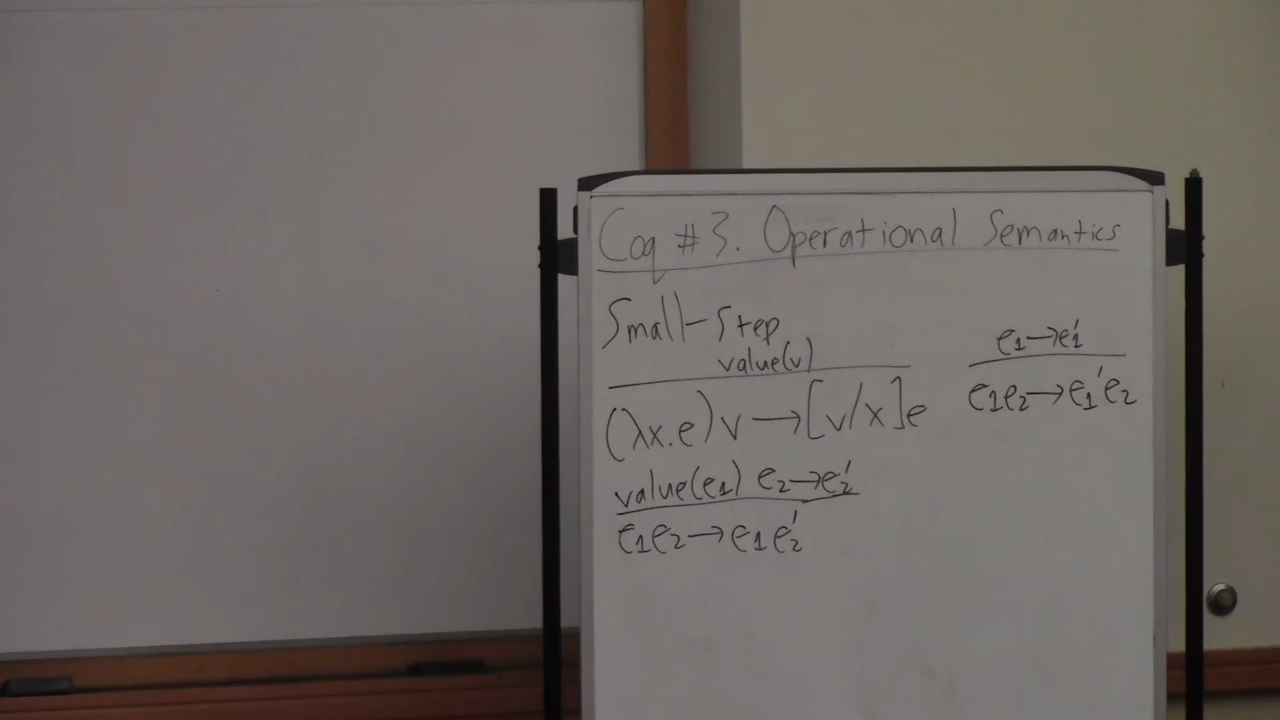 Coq #3: Operational Semantics
Small-Step
value(v)
(λx.e)v→[v/x]e
e₁→e₁'
e₁e₂→e₁'e₂
value(e₁) e₂→e₂'
e₁e₂→e₁e₂'